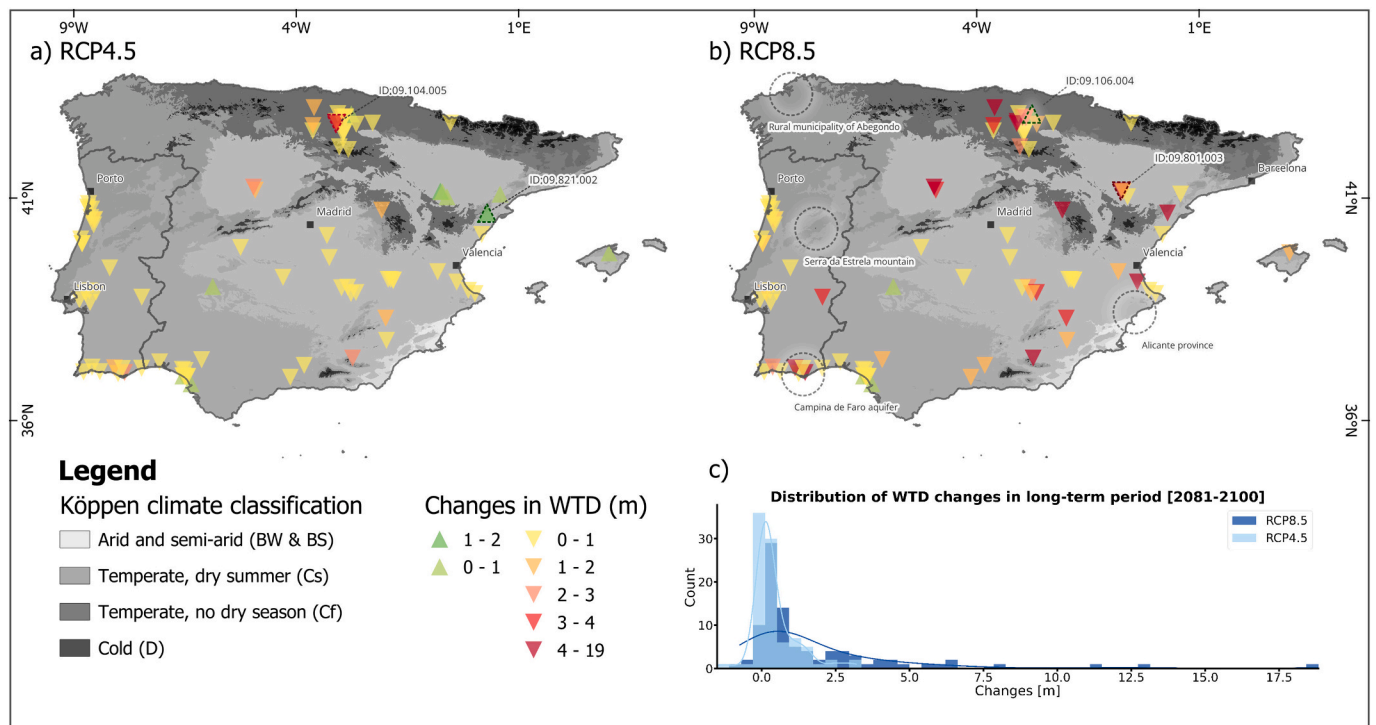 9°W 4°W 1°E 9°W 4°W 1°E
a) RCP4.5
b) RCP8.5
ID:09.104.005
ID:09.106.004
Rural municipality of Abegondo
ID:09.801.003
Barcelona
Porto
ID:09.821.002
Porto
41°N
41°N
Madrid
Madrid
Valencia
Valencia
Serra da Estrela mountain
Lisbon
Lisbon
Alicante province
Campina de Faro aquifer
36°N
36°N
Legend
Köppen climate classification
Arid and semi-arid (BW & BS)
Temperate, dry summer (Cs)
Temperate, no dry season (Cf)
Cold (D)
Changes in WTD (m)
1 - 2
0 - 1
0 - 1
1 - 2
2 - 3
3 - 4
4 - 19
c)
Distribution of WTD changes in long-term period [2081-2100]
RCP8.5
RCP4.5
Count
30
20
10
0
0.0 2.5 5.0 7.5 10.0 12.5 15.0 17.5
Changes [m]